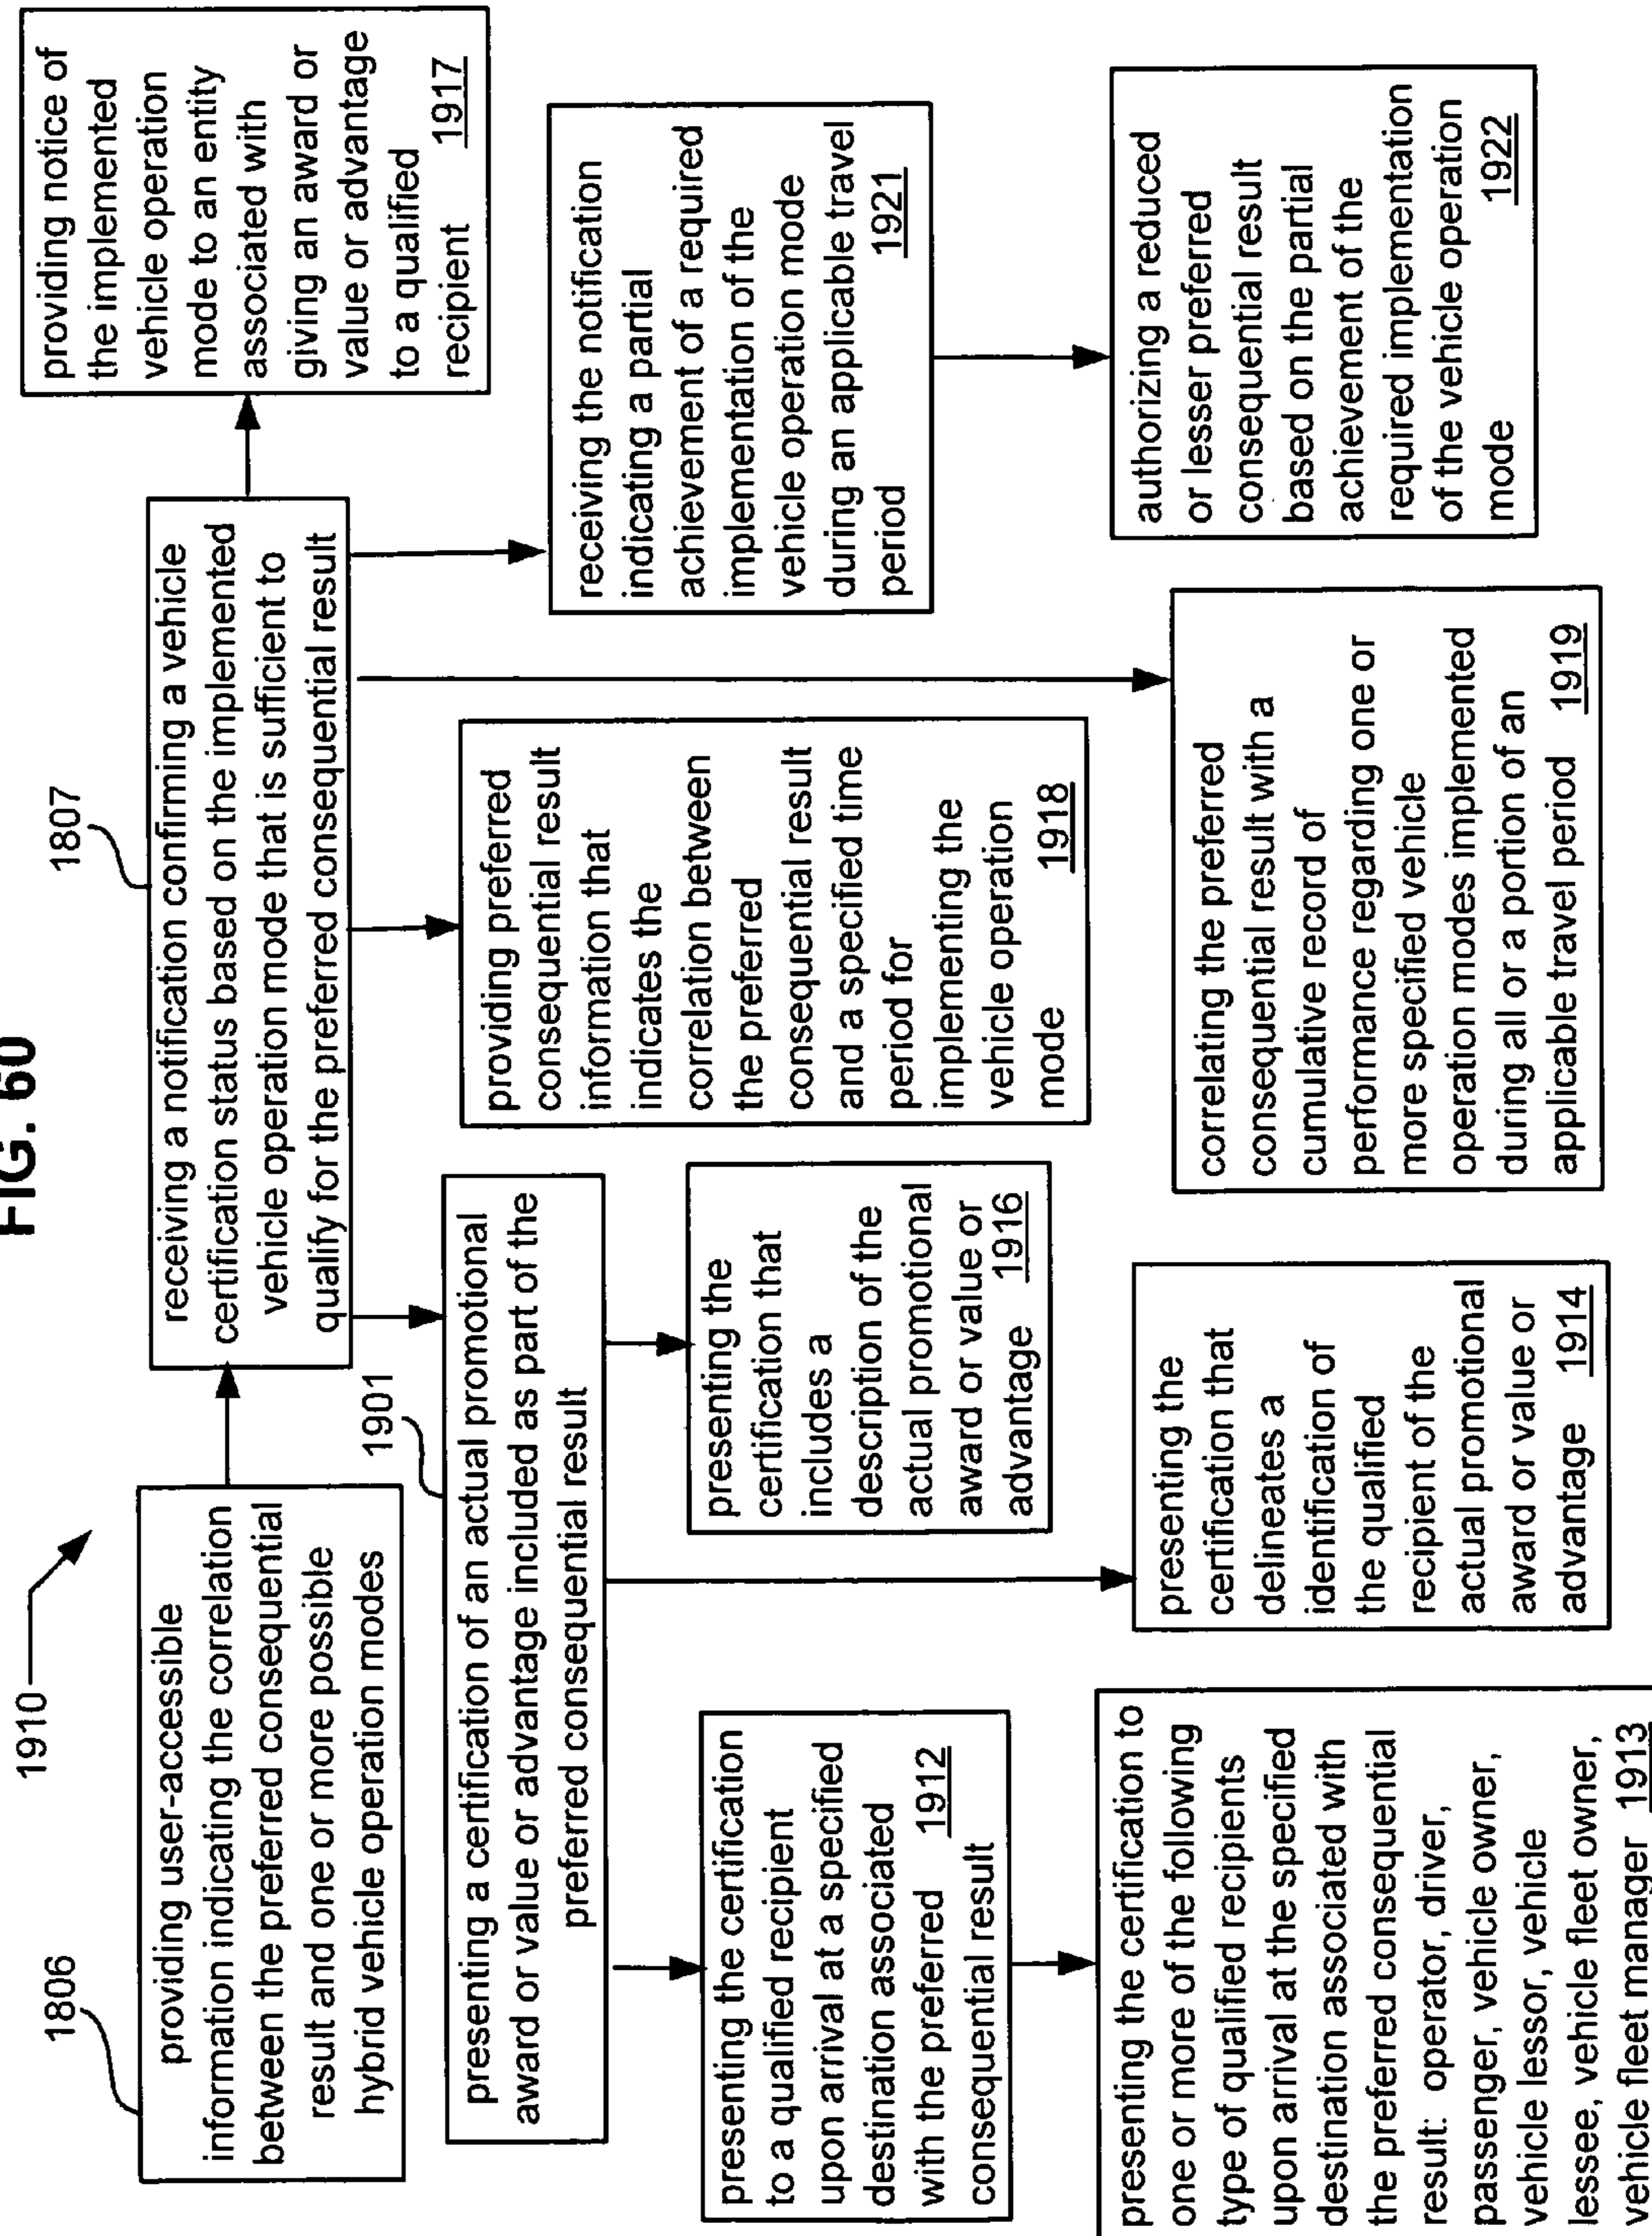 FIG. 60
1910
1806
providing user-accessible
information indicating the correlation
between the preferred consequential
result and one or more possible
hybrid vehicle operation modes
1807
receiving a notification confirming a vehicle
certification status based on the implemented
vehicle operation mode that is sufficient to
qualify for the preferred consequential result
providing notice of
the implemented
vehicle operation
mode to an entity
associated with
giving an award or
value or advantage
to a qualified
recipient 1917
1901
presenting a certification of an actual promotional
award or value or advantage included as part of the
preferred consequential result
providing preferred
consequential result
information that
indicates the
correlation between
the preferred
consequential result
and a specified time
period for
implementing the
vehicle operation
mode 1918
receiving the notification
indicating a partial
achievement of a required
implementation of the
vehicle operation mode
during an applicable travel
period 1921
presenting the certification
to a qualified recipient
upon arrival at a specified
destination associated
with the preferred 1912
consequential result
presenting the
certification that
includes a
description of the
actual promotional
award or value or
advantage 1916
presenting the certification to
one or more of the following
type of qualified recipients
upon arrival at the specified
destination associated with
the preferred consequential
result: operator, driver,
passenger, vehicle owner,
vehicle lessor, vehicle
lessee, vehicle fleet owner,
vehicle fleet manager 1913
presenting the
certification that
delineates a
identification of
the qualified
recipient of the
actual promotional
award or value or
advantage 1914
correlating the preferred
consequential result with a
cumulative record of
performance regarding one or
more specified vehicle
operation modes implemented
during all or a portion of an
applicable travel period 1919
authorizing a reduced
or lesser preferred
consequential result
based on the partial
achievement of the
required implementation
of the vehicle operation
mode 1922